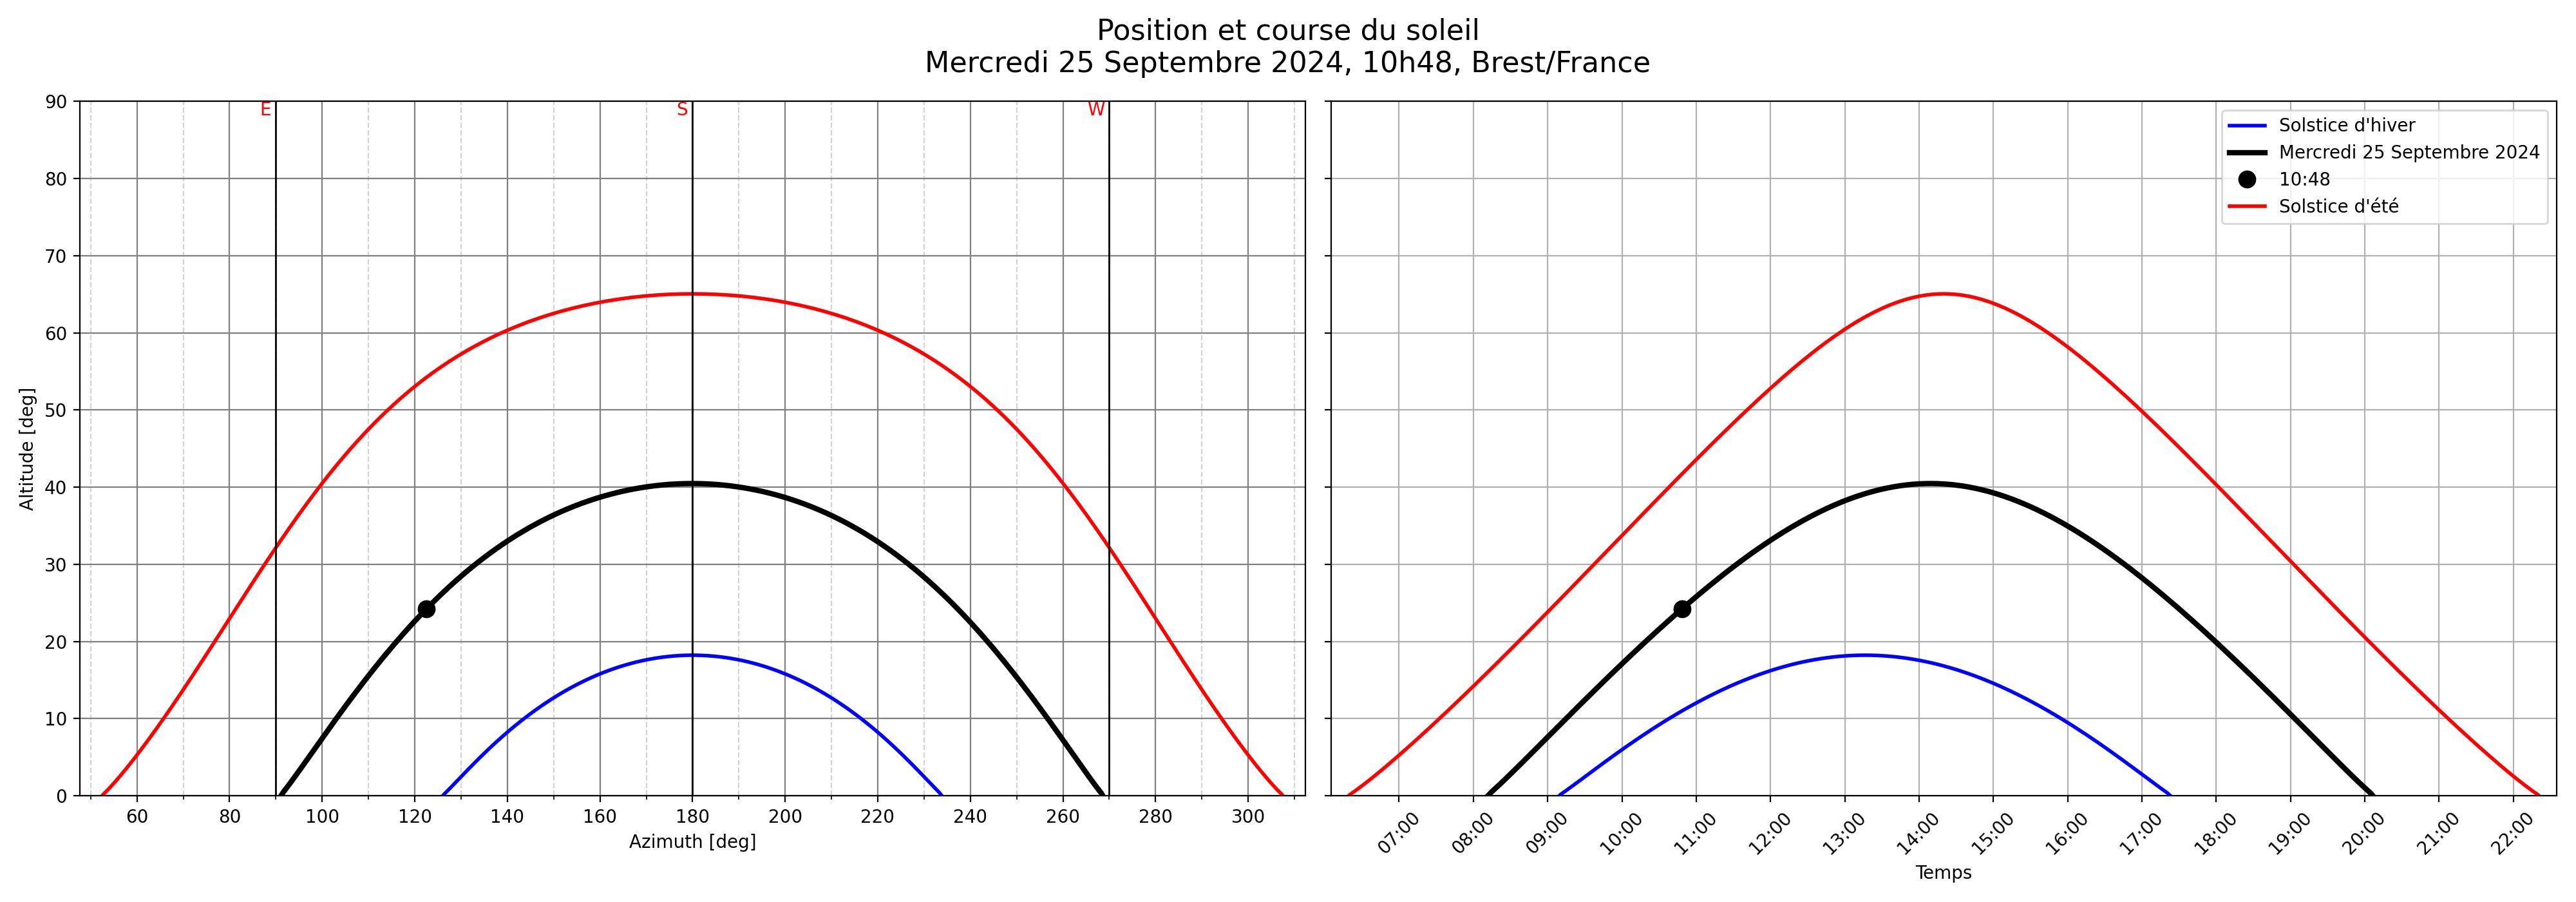 Position et course du soleil
Mercredi 25 Septembre 2024, 10h48, Brest/France
E
S
W
90
80
70
60
50
40
30
20
10
0
Altitude [deg]
60 80 100 120 140 160 180 200 220 240 260 280 300
Azimuth [deg]
Solstice d'hiver
Mercredi 25 Septembre 2024
10:48
Solstice d'été
07:00 08:00 09:00 10:00 11:00 12:00 13:00 14:00 15:00 16:00 17:00 18:00 19:00 20:00 21:00 22:00
Temps